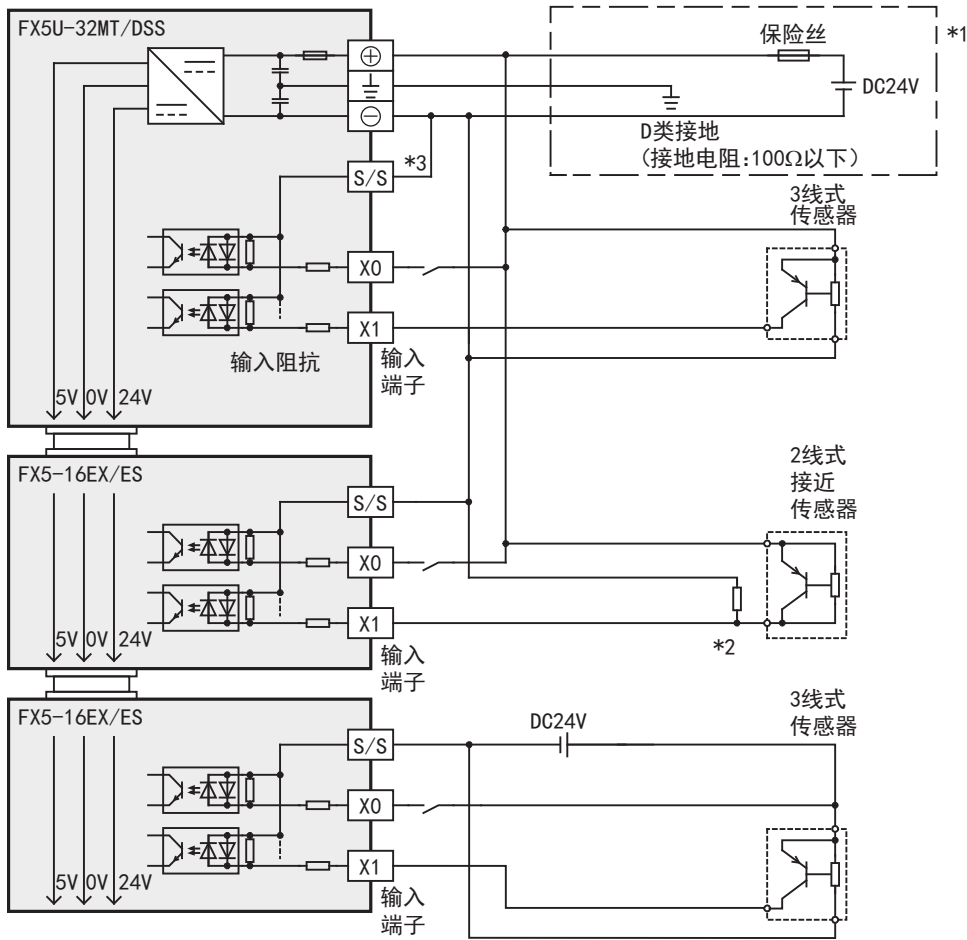 FX5U-32MT/DSS
保险丝
*1
DC24V
D类接地
(接地电阻:100Ω以下)
*3
S/S
3线式
传感器
X0
X1
输入阻抗
输入
端子
5V 0V 24V
FX5-16EX/ES
2线式
接近
传感器
S/S
X0
X1
*2
5V 0V 24V
输入
端子
FX5-16EX/ES
3线式
传感器
DC24V
S/S
X0
X1
5V 0V 24V
输入
端子